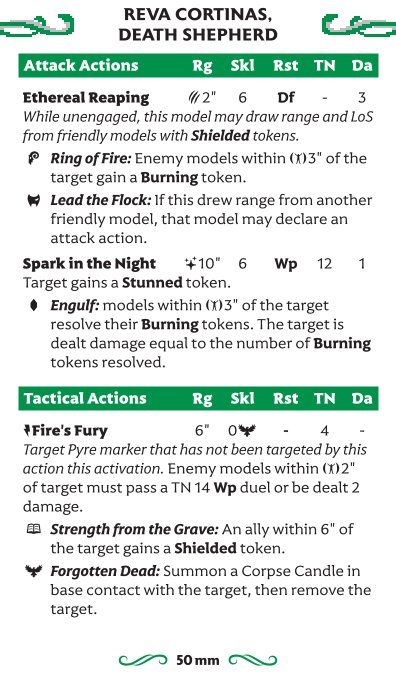 REVA CORTINAS,
DEATH SHEPHERD
Attack Actions Rg Skl Rst TN Da
Ethereal Reaping 2" 6 Df - 3
While unengaged, this model may draw range and LoS
from friendly models with Shielded tokens.
Ring of Fire: Enemy models within 3" of the
target gain a Burning token.
Lead the Flock: If this drew range from another
friendly model, that model may declare an
attack action.
Spark in the Night 10" 6 Wp 12 1
Target gains a Stunned token.
Engulf: models within 3" of the target
resolve their Burning tokens. The target is
dealt damage equal to the number of Burning
tokens resolved.
Tactical Actions Rg Skl Rst TN Da
Fire's Fury 6" 0 - 4 -
Target Pyre marker that has not been targeted by this
action this activation. Enemy models within 2"
of target must pass a TN 14 Wp duel or be dealt 2
damage.
Strength from the Grave: An ally within 6" of
the target gains a Shielded token.
Forgotten Dead: Summon a Corpse Candle in
base contact with the target, then remove the
target.
50 mm